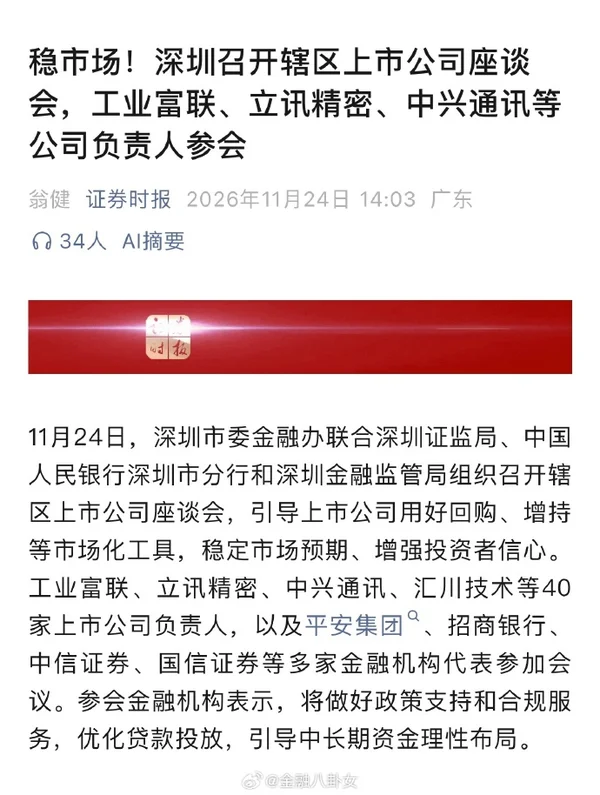 稳市场！深圳召开辖区上市公司座谈
会，工业富联、立讯精密、中兴通讯等
公司负责人参会
翁健 证券时报 2026年11月24日 14:03 广东
34人 AI摘要
证券
时报
11月24日，深圳市委金融办联合深圳证监局、中国
人民银行深圳市分行和深圳金融监管局组织召开辖
区上市公司座谈会，引导上市公司用好回购、增持
等市场化工具，稳定市场预期、增强投资者信心。
工业富联、立讯精密、中兴通讯、汇川技术等40
家上市公司负责人，以及平安集团、招商银行、
中信证券、国信证券等多家金融机构代表参加会
议。参会金融机构表示，将做好政策支持和合规服
务，优化贷款投放，引导中长期资金理性布局。
@金融八卦女